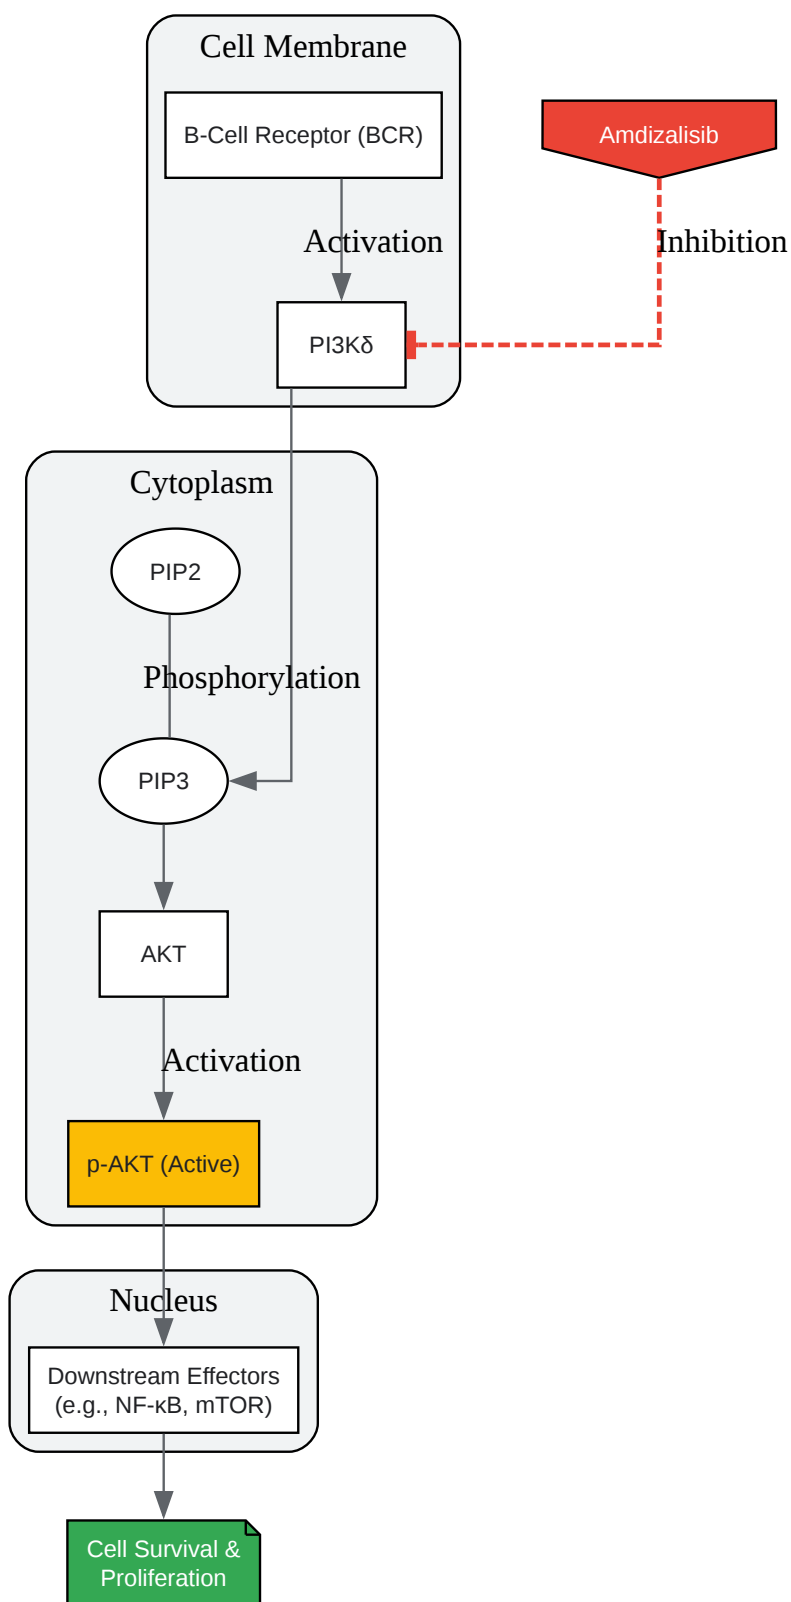 Cell Membrane
B-Cell Receptor (BCR)
Amdizalisib
Activation
Inhibition
PI3Kδ
Cytoplasm
PIP2
Phosphorylation
PIP3
AKT
Activation
p-AKT (Active)
Nucleus
Downstream Effectors
(e.g., NF-κB, mTOR)
Cell Survival &
Proliferation